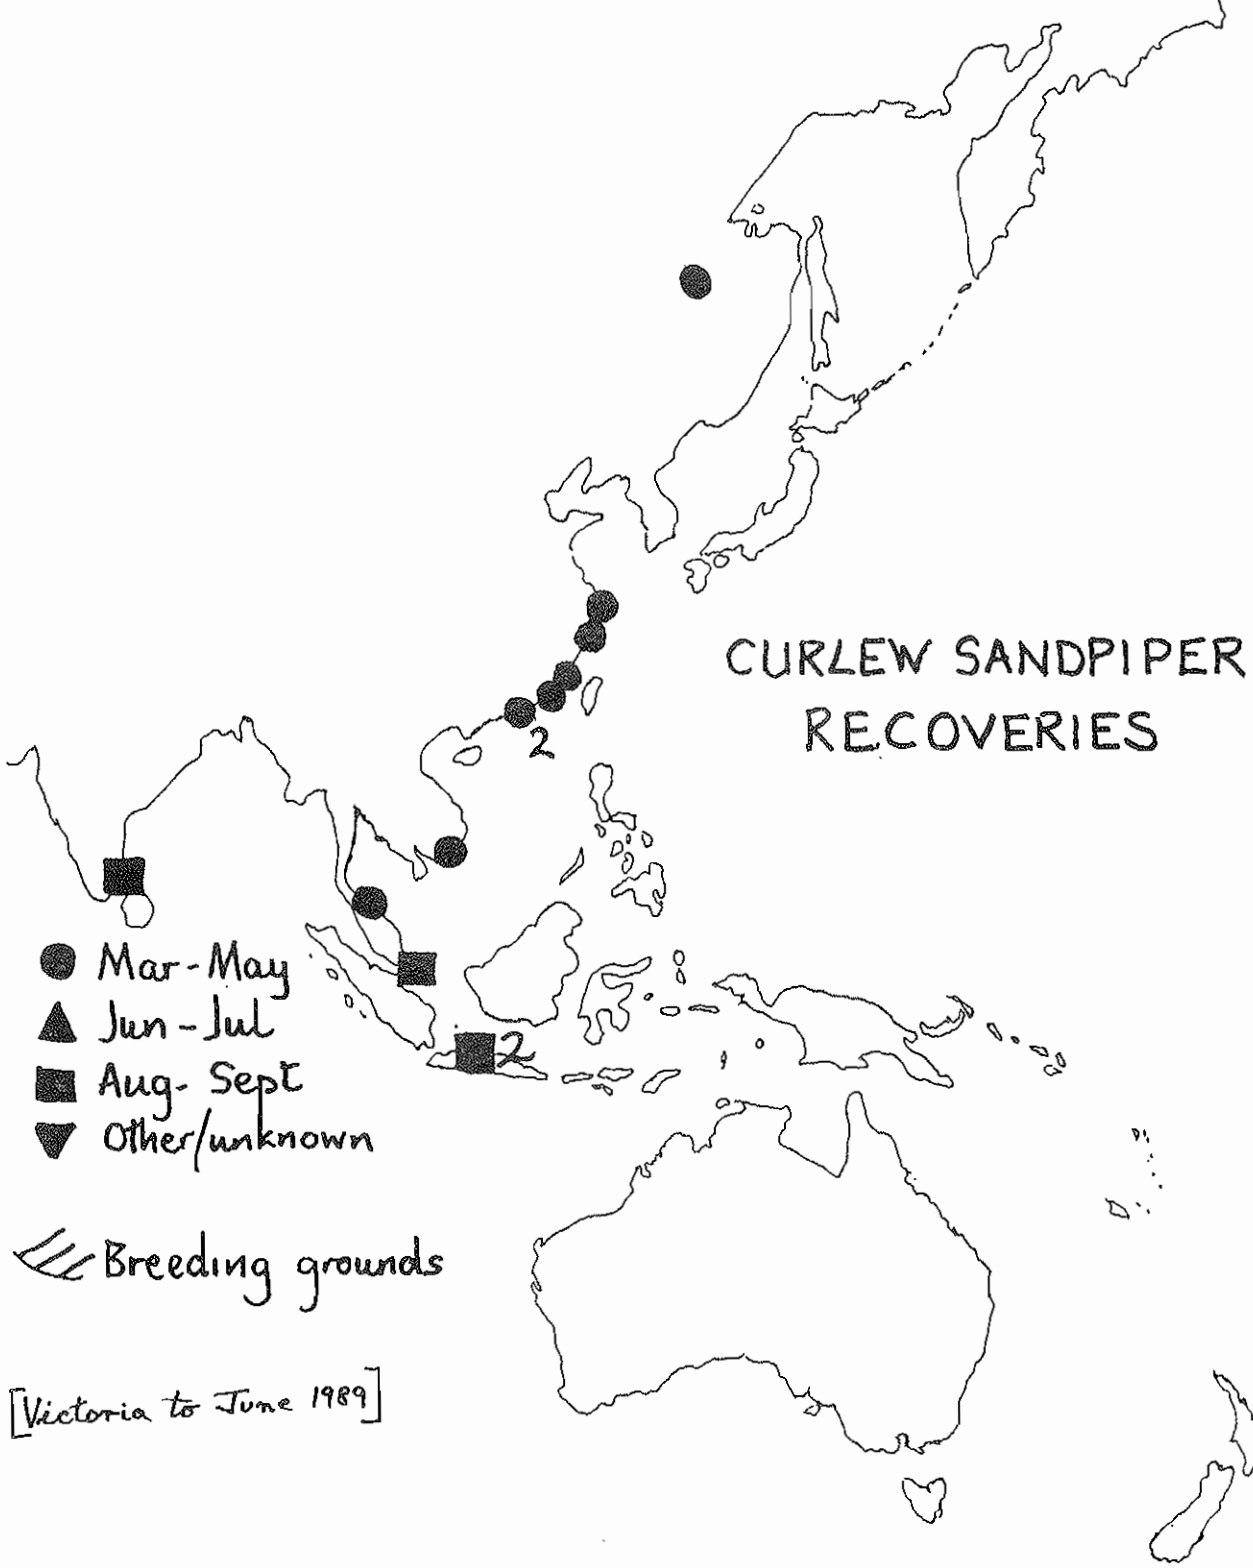 CURLEW SANDPIPER
RECOVERIES
2
Mar-May
Jun-Jul
2
Aug-Sept
Other/unknown
Breeding grounds
[Victoria to June 1989]